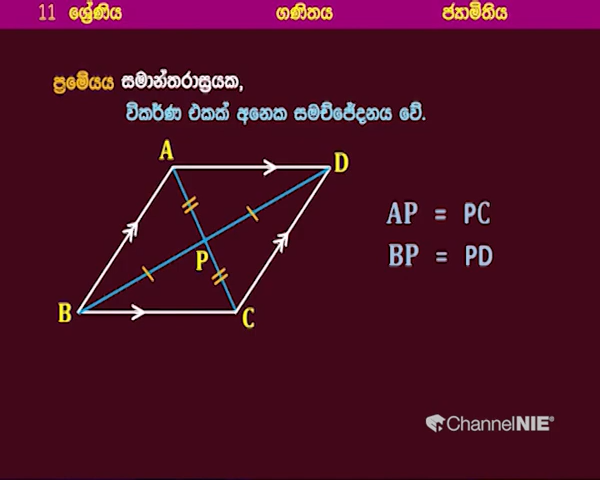 11 ශ්‍රේණිය ගණිතය ජ්‍යාමිතිය
ප්‍රමේයය සමාන්තරාස්‍රයක,
විකර්ණ එකක් අනෙක සමච්ඡේදනය වේ.
A
D
AP = PC
P
BP = PD
B
C
ChannelNIE®